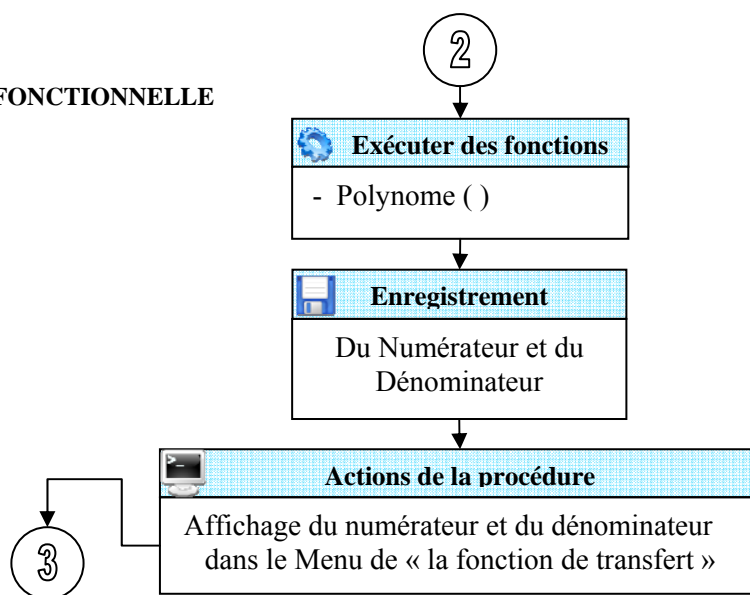 2
FONCTIONNELLE
Exécuter des fonctions
- Polynome ( )
Enregistrement
Du Numérateur et du
Dénominateur
>_
Actions de la procédure
Affichage du numérateur et du dénominateur
dans le Menu de « la fonction de transfert »
3